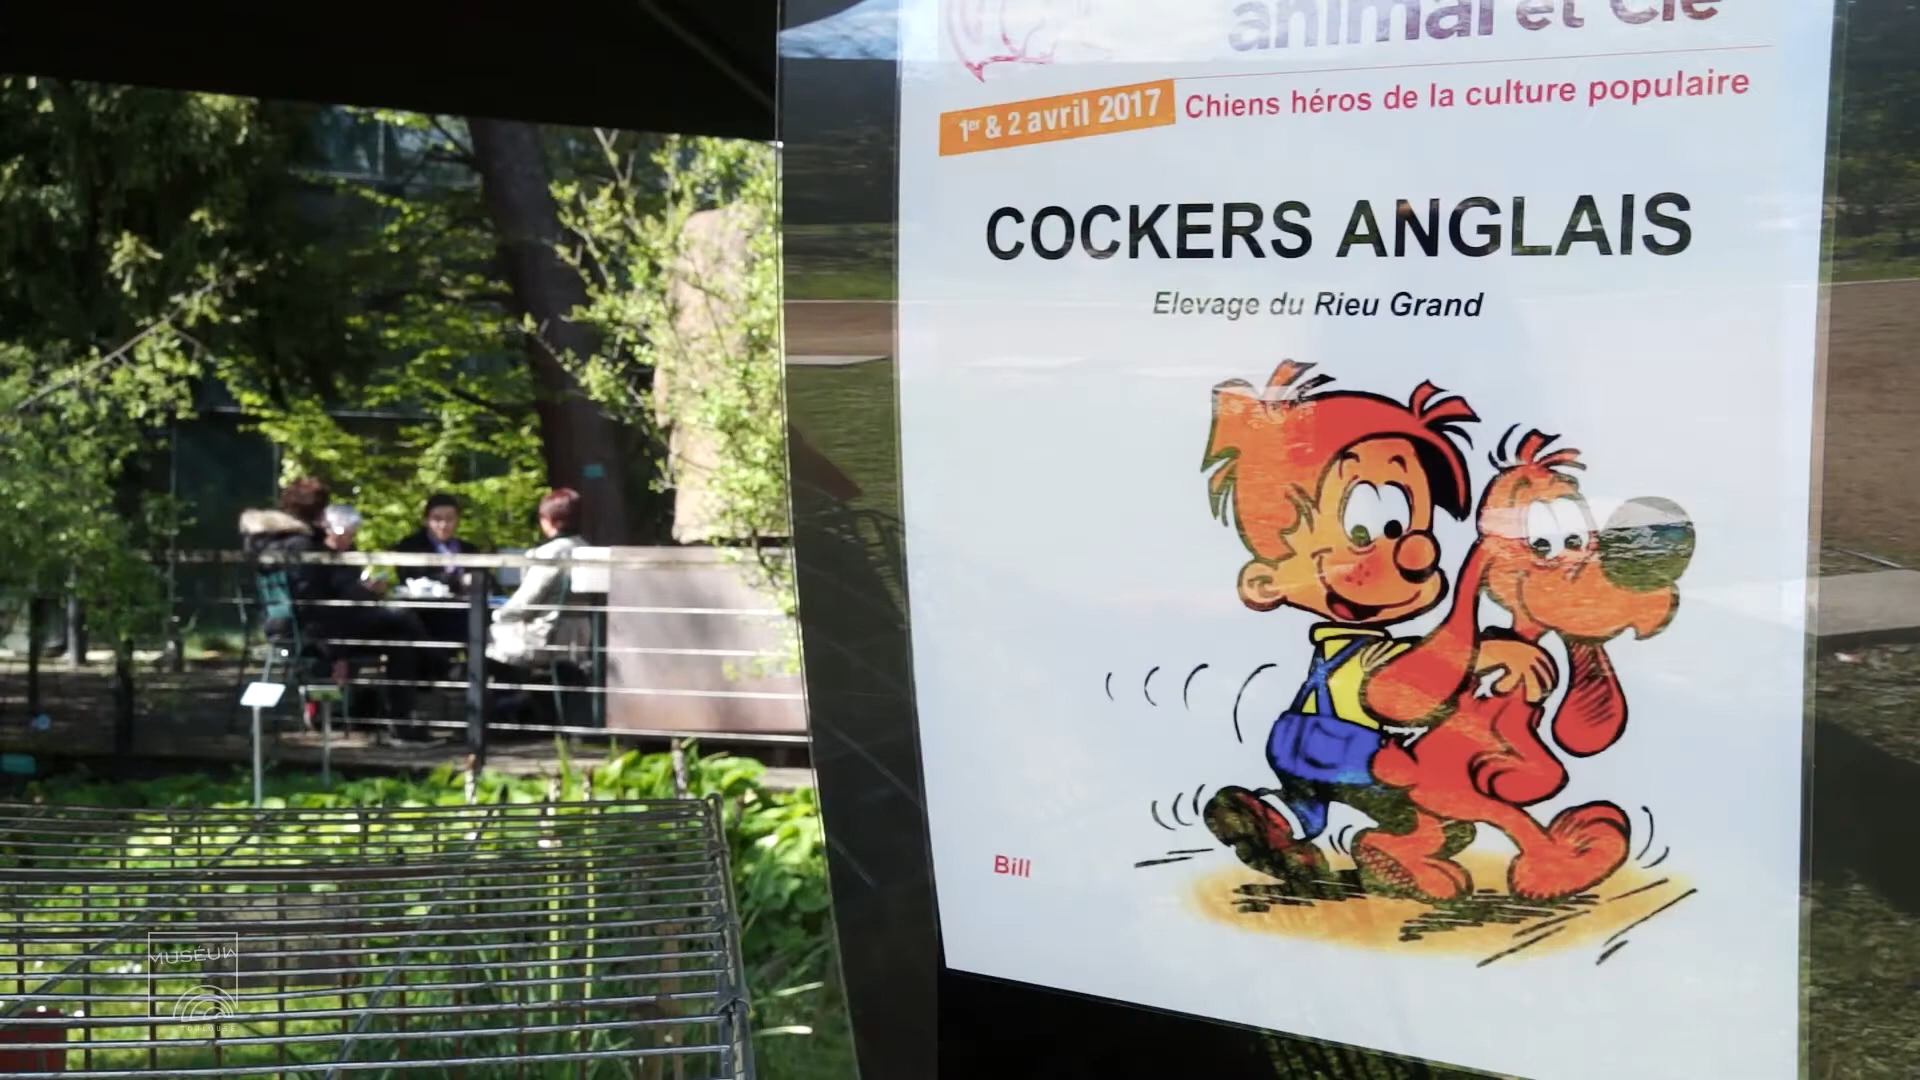 animal et Cie
1er & 2 avril 2017 Chiens héros de la culture populaire
COCKERS ANGLAIS
Elevage du Rieu Grand
Bill
MUSÉUM
TOULOUSE